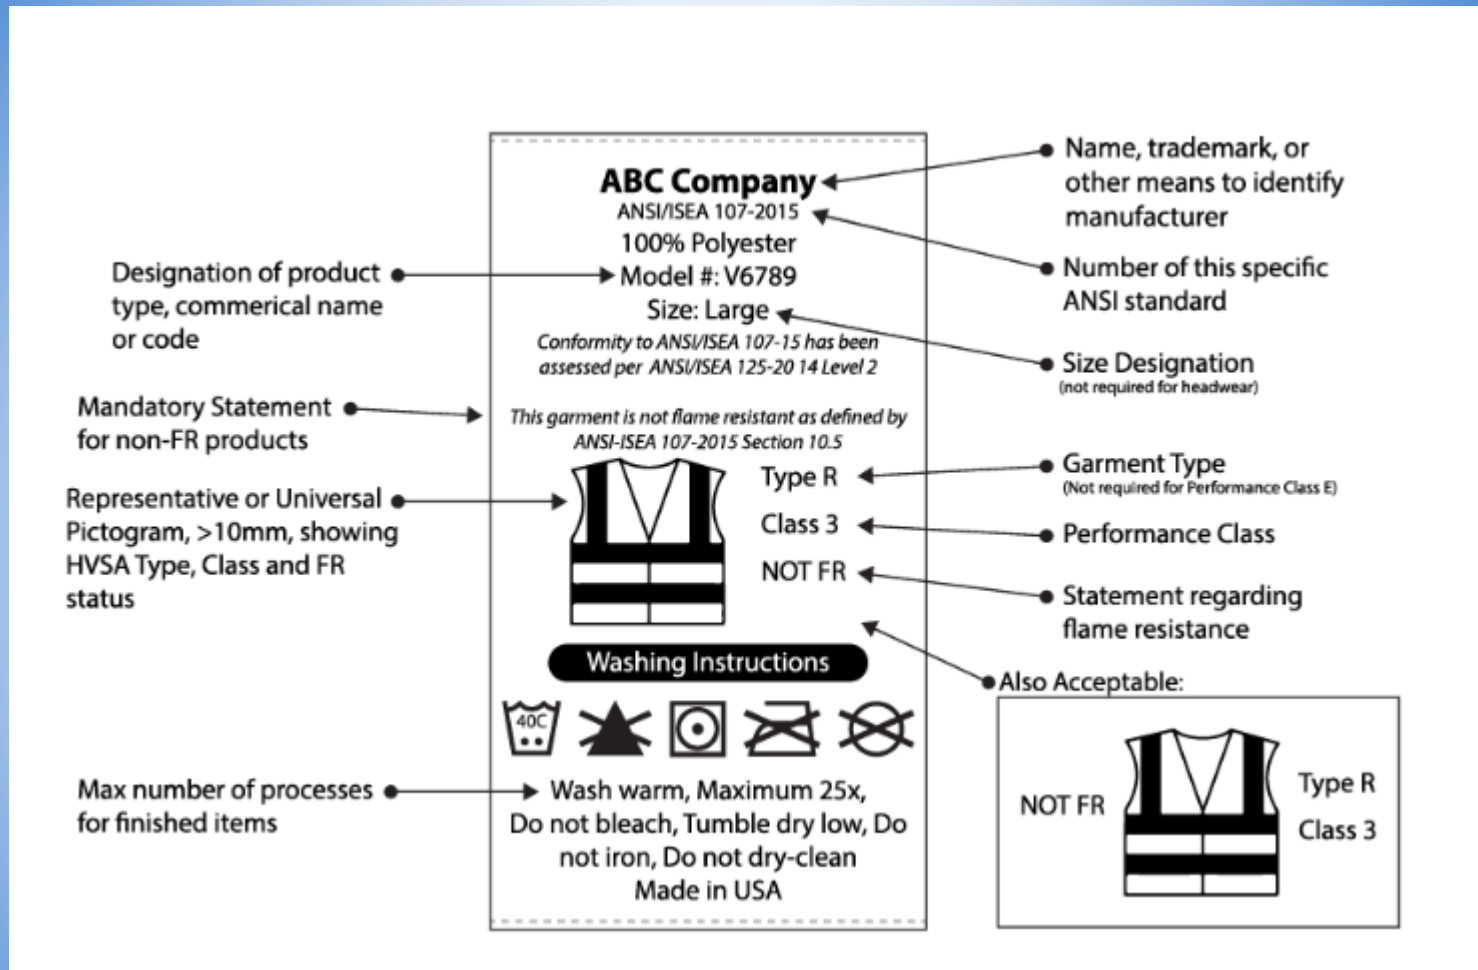 ABC Company
ANSI/ISEA 107-2015
100% Polyester
Model #: V6789
Size: Large
Conformity to ANSI/ISEA 107-15 has been
assessed per ANSI/ISEA 125-20 14 Level 2
This garment is not flame resistant as defined by
ANSI-ISEA 107-2015 Section 10.5
Type R
Class 3
NOT FR
Washing Instructions
40C
Wash warm, Maximum 25x,
Do not bleach, Tumble dry low, Do
not iron, Do not dry-clean
Made in USA
Designation of product
type, commerical name
or code
Mandatory Statement
for non-FR products
Representative or Universal
Pictogram, >10mm, showing
HVSA Type, Class and FR
status
Max number of processes
for finished items
Name, trademark, or
other means to identify
manufacturer
Number of this specific
ANSI standard
Size Designation
(not required for headwear)
Garment Type
(Not required for Performance Class E)
Performance Class
Statement regarding
flame resistance
Also Acceptable:
NOT FR
Type R
Class 3